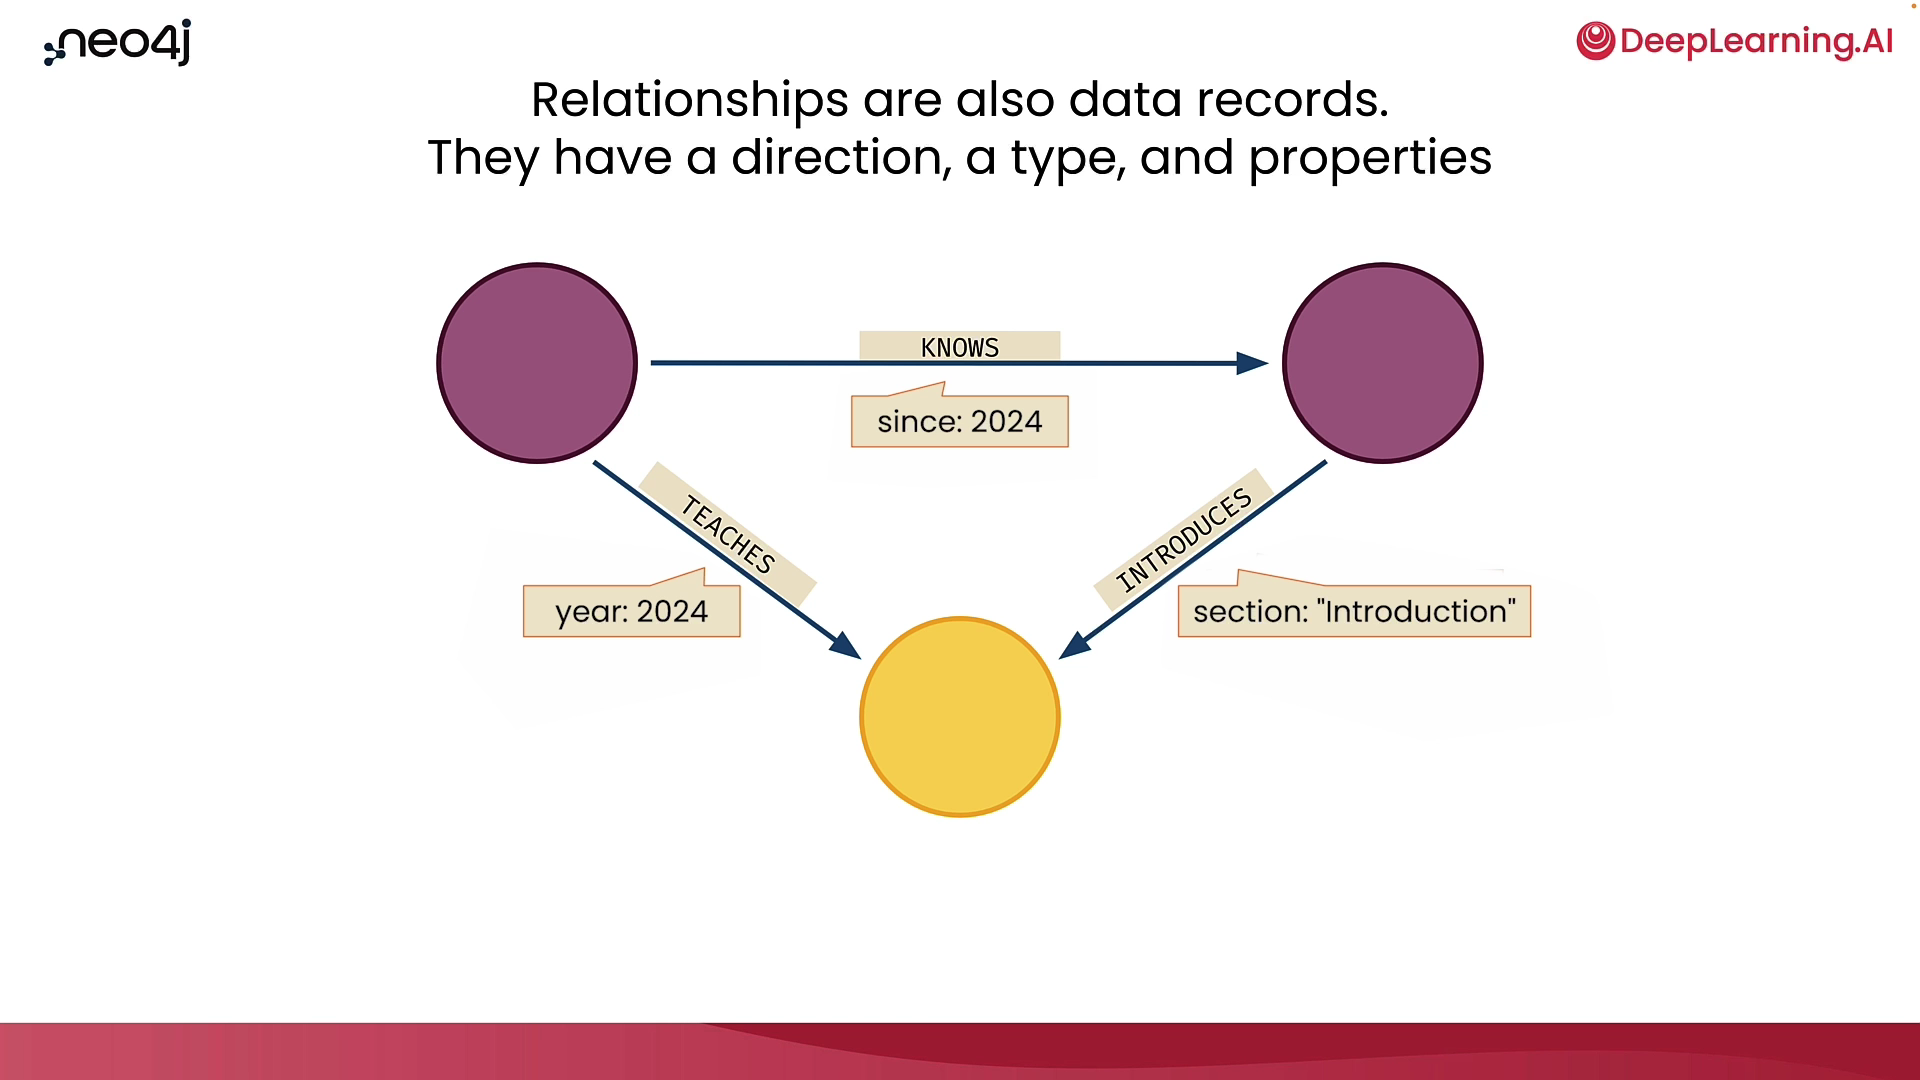 neo4j
DeepLearning.AI
Relationships are also data records.
They have a direction, a type, and properties
KNOWS
since: 2024
TEACHES
INTRODUCES
year: 2024
section: "Introduction"